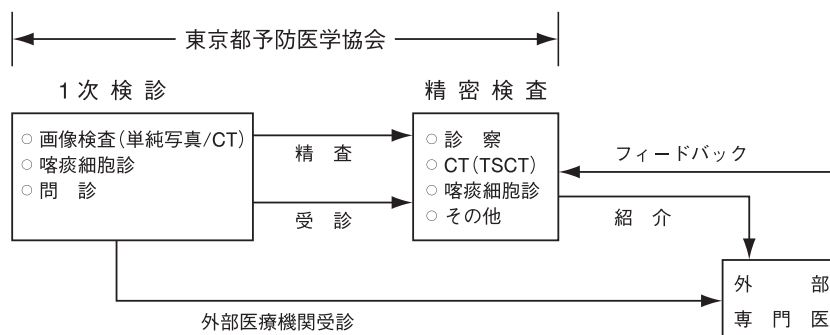 東京都予防医学協会
1次検診
精密検査
○ 画像検査(単純写真/CT)
○ 喀痰細胞診
○ 問 診
精 査
受 診
○ 診 察
○ CT(TSCT)
○ 喀痰細胞診
○ その他
フィードバック
紹 介
外部医療機関受診
外 部
専 門 医